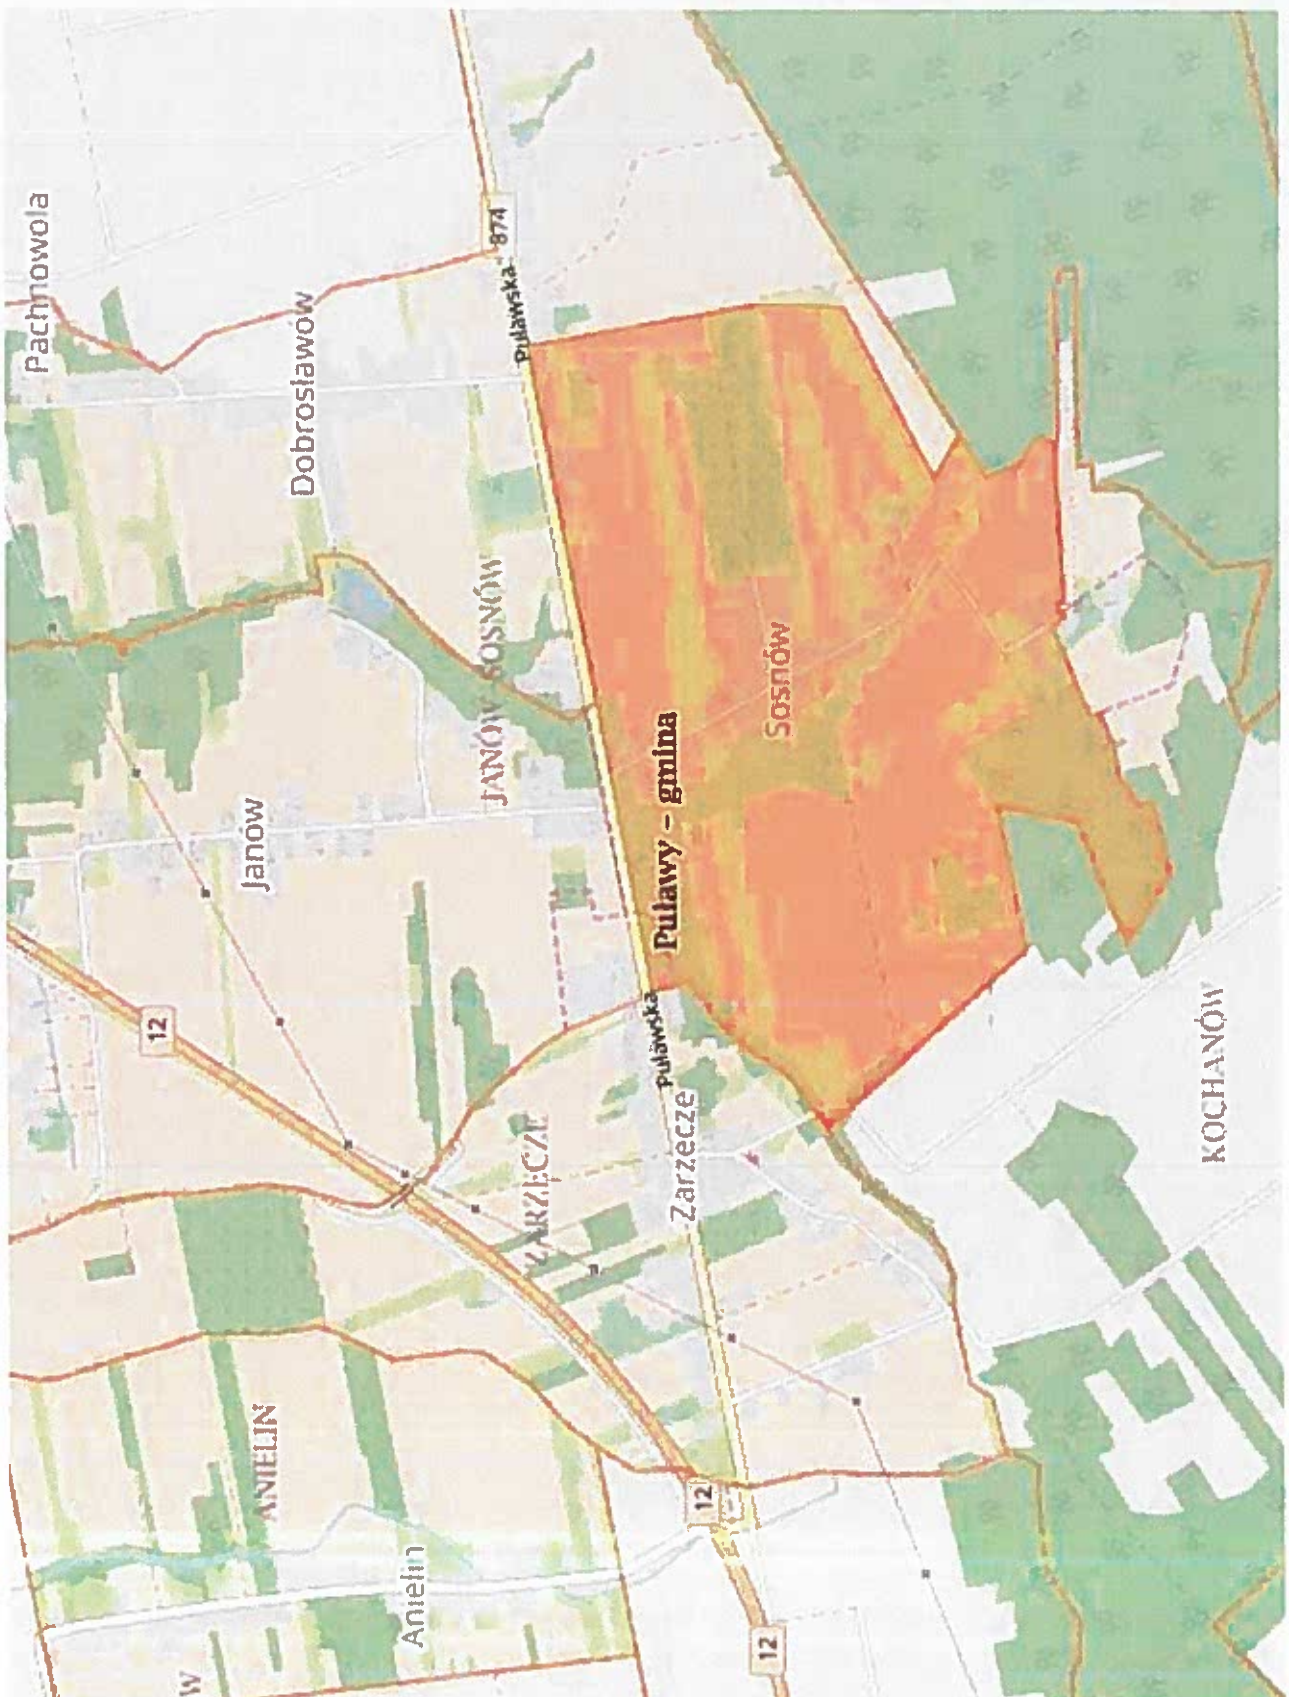 Pachnowola
Dobrosławów
874
Puławska
JANÓW SOSNÓW
Janów
Sosnów
Puławy – gmina
12
Puławska
Zarzecze
ZARZECZE
KOCHANÓW
ANIELIN
Anielin
12
12
W